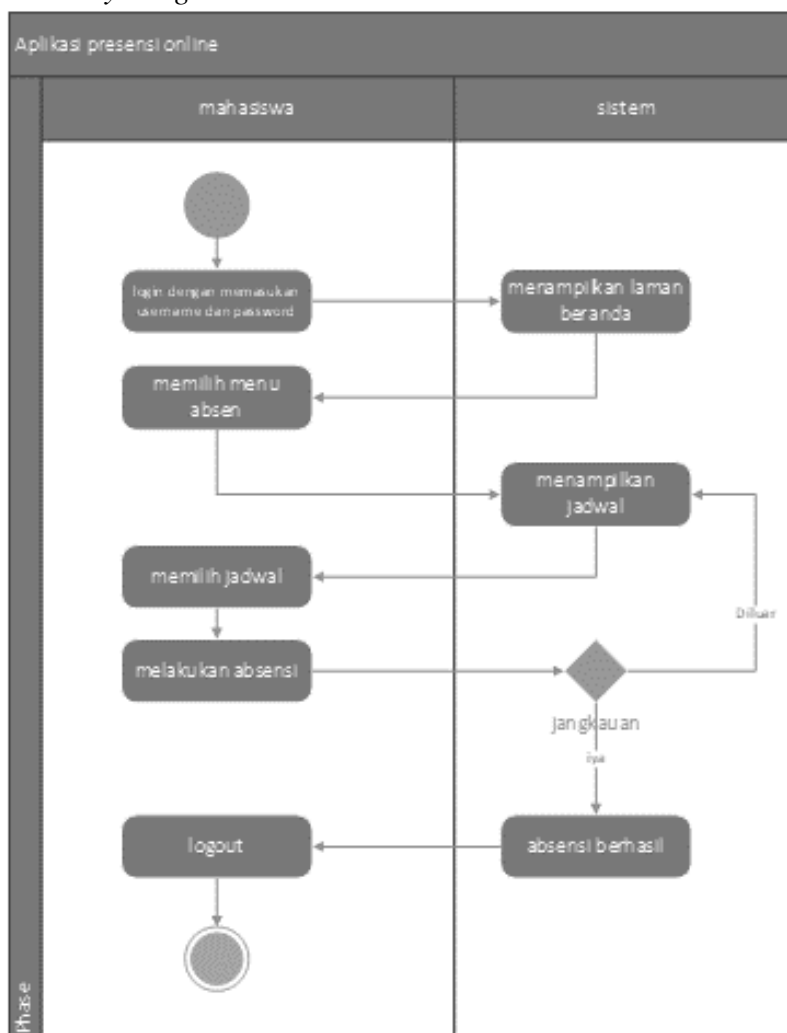 Aplikasi presensi online
mahasiswa
sistem
login dengan memasukan
username dan password
menampilkan laman
beranda
memilih menu
absen
menampilkan
jadwal
memilih jadwal
Diluar
melakukan absensi
jangkauan
iya
logout
absensi berhasil
Phase